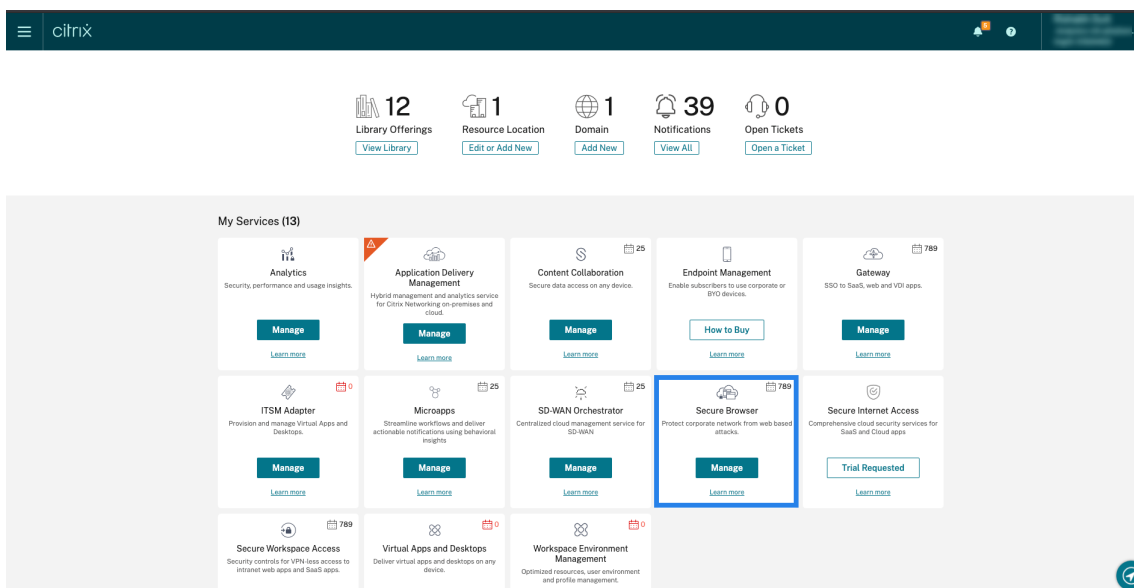 citrix
5
?
12
Library Offerings
View Library
1
Resource Location
Edit or Add New
1
Domain
Add New
39
Notifications
View All
0
Open Tickets
Open a Ticket
My Services (13)
Analytics
Security, performance and usage insights.
Manage
Learn more
Application Delivery
Management
Hybrid management and analytics service
for Citrix Networking on-premises and
cloud.
Manage
Learn more
25
Content Collaboration
Secure data access on any device.
Manage
Learn more
Endpoint Management
Enable subscribers to use corporate or
BYO devices.
How to Buy
Learn more
789
Gateway
SSO to SaaS, web and VDI apps.
Manage
Learn more
0
ITSM Adapter
Provision and manage Virtual Apps and
Desktops.
Manage
Learn more
25
Microapps
Streamline workflows and deliver
actionable notifications using behavioral
insights
Manage
Learn more
25
SD-WAN Orchestrator
Centralized cloud management service for
SD-WAN
Manage
Learn more
789
Secure Browser
Protect corporate network from web based
attacks.
Manage
Learn more
Secure Internet Access
Comprehensive cloud security services for
SaaS and Cloud apps
Trial Requested
Learn more
789
Secure Workspace Access
Security controls for VPN-less access to
intranet web apps and SaaS apps.
0
Virtual Apps and Desktops
Deliver virtual apps and desktops on any
device.
0
Workspace Environment
Management
Optimized resources, user environment
and profile management.